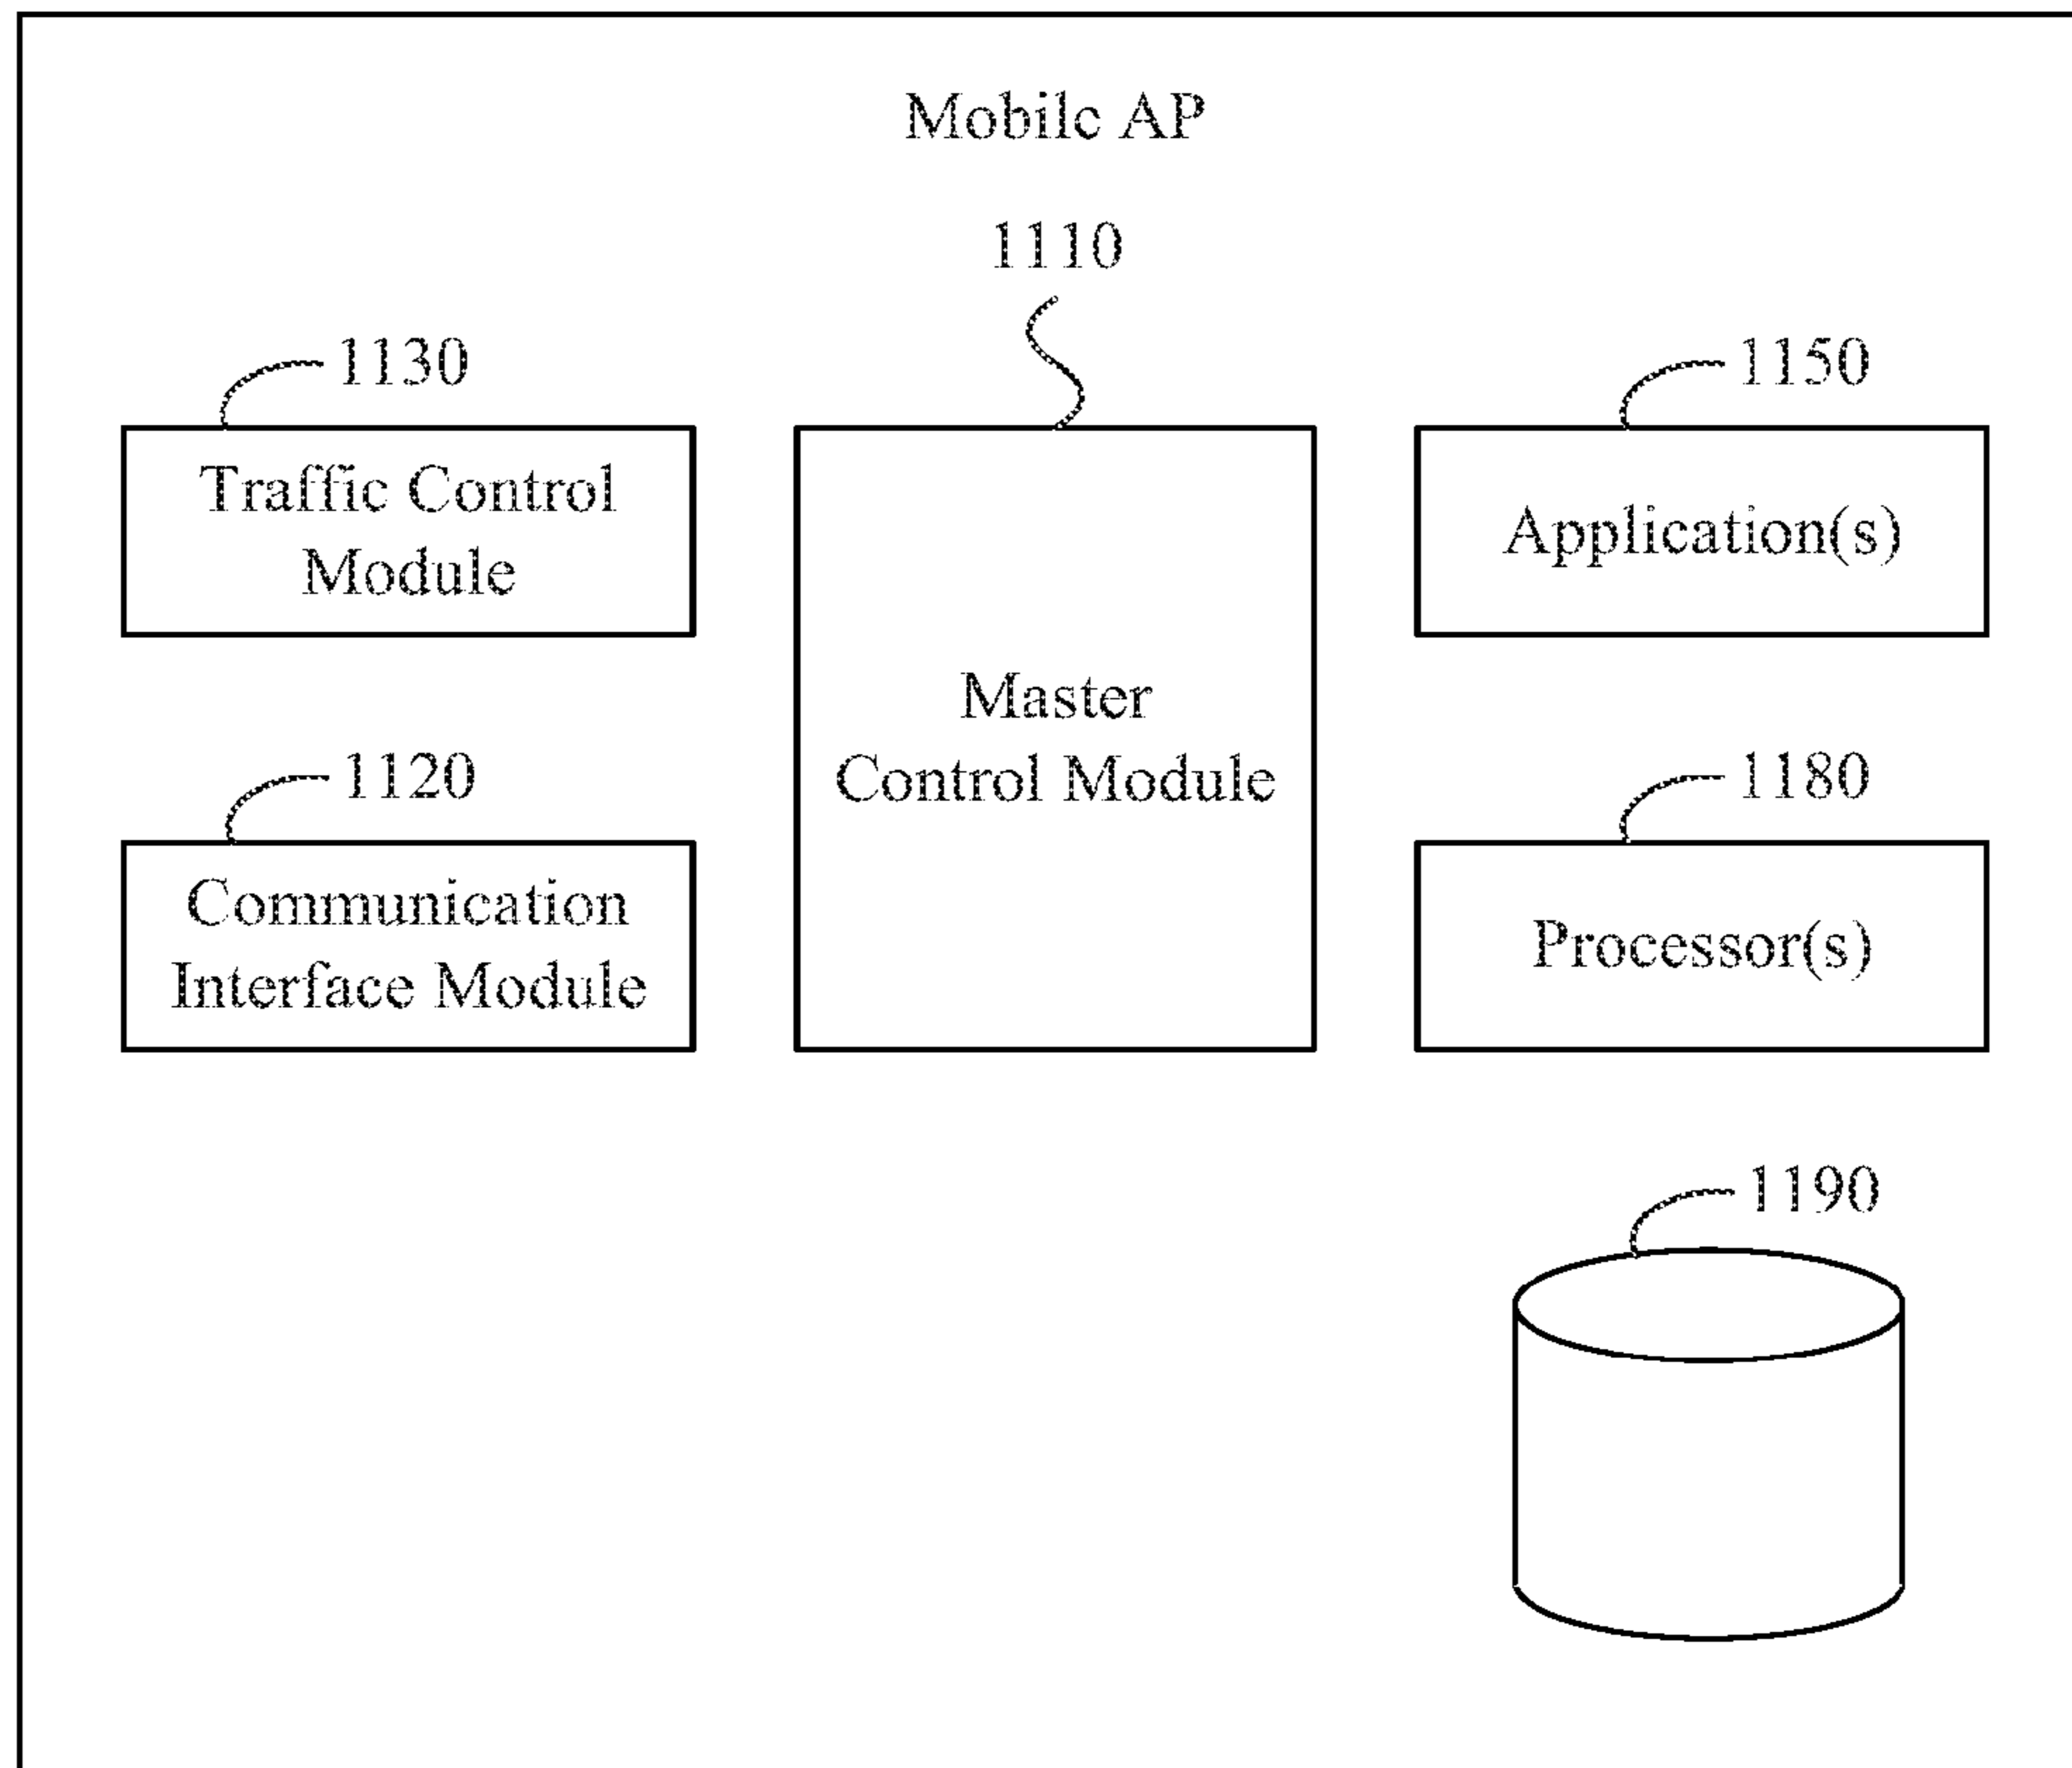 Mobile AP
1110
1130
1150
Traffic Control
Module
Application(s)
Master
Control Module
1120
1180
Communication
Interface Module
Processor(s)
1190